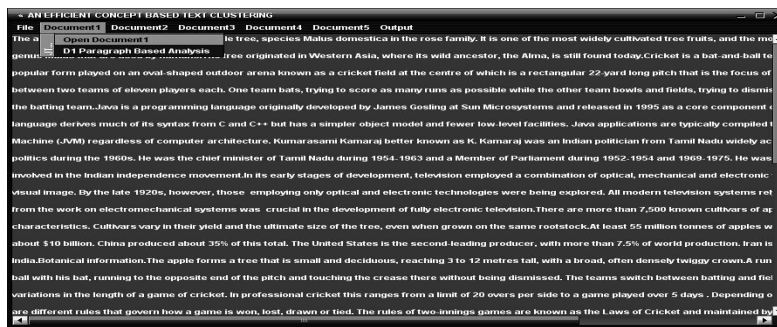 AN EFFICIENT CONCEPT BASED TEXT CLUSTERING
File Document1 Document2 Document3 Document4 Document5 Output
Open Document 1
D1 Paragraph Based Analysis
The a le tree, species Malus domestica in the rose family. It is one of the most widely cultivated tree fruits, and the mo
genus tree originated in Western Asia, where its wild ancestor, the Alma, is still found today.Cricket is a bat-and-ball te
popular form played on an oval-shaped outdoor arena known as a cricket field at the centre of which is a rectangular 22-yard long pitch that is the focus of
between two teams of eleven players each. One team bats, trying to score as many runs as possible while the other team bowls and fields, trying to dismis
the batting team.Java is a programming language originally developed by James Gosling at Sun Microsystems and released in 1995 as a core component
language derives much of its syntax from C and C++ but has a simpler object model and fewer low-level facilities. Java applications are typically compiled
Machine (JVM) regardless of computer architecture. Kumarasami Kamaraj better known as K. Kamaraj was an Indian politician from Tamil Nadu widely ac
politics during the 1960s. He was the chief minister of Tamil Nadu during 1954-1963 and a Member of Parliament during 1952-1954 and 1969-1975. He was
involved in the Indian independence movement.In its early stages of development, television employed a combination of optical, mechanical and electronic
visual image. By the late 1920s, however, those employing only optical and electronic technologies were being explored. All modern television systems rel
from the work on electromechanical systems was crucial in the development of fully electronic television.There are more than 7,500 known cultivars of ap
characteristics. Cultivars vary in their yield and the ultimate size of the tree, even when grown on the same rootstock.At least 55 million tonnes of apples w
about $10 billion. China produced about 35% of this total. The United States is the second-leading producer, with more than 7.5% of world production. Iran is
India.Botanical information.The apple forms a tree that is small and deciduous, reaching 3 to 12 metres tall, with a broad, often densely twiggy crown.A run
ball with his bat, running to the opposite end of the pitch and touching the crease there without being dismissed. The teams switch between batting and fiel
variations in the length of a game of cricket. In professional cricket this ranges from a limit of 20 overs per side to a game played over 5 days . Depending o
are different rules that govern how a game is won, lost, drawn or tied. The rules of two-innings games are known as the Laws of Cricket and maintained by